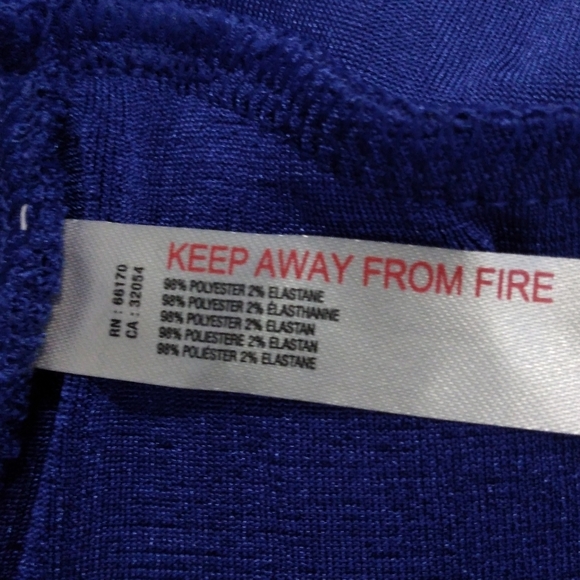 KEEP AWAY FROM FIRE
98% POLYESTER 2% ELASTANE
98% POLYESTER 2% ÉLASTHANNE
98% POLYESTER 2% ELASTAN
98% POLIESTERE 2% ELASTAN
98% POLIÉSTER 2% ELASTANE
RN : 66170
CA : 32054